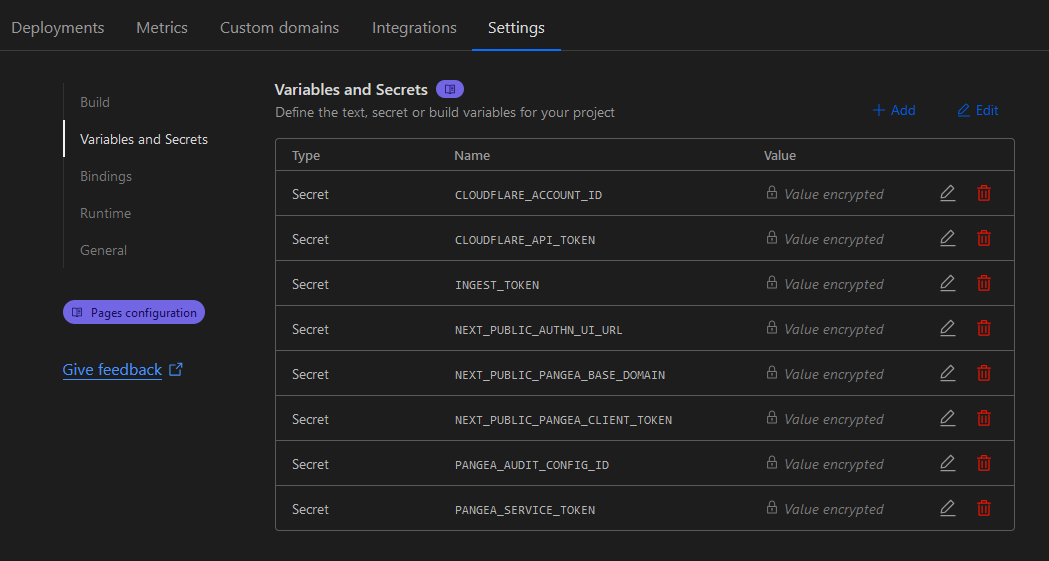 Deployments Metrics Custom domains Integrations Settings
Build
Variables and Secrets
Bindings
Runtime
General
Pages configuration
Give feedback
Variables and Secrets
Define the text, secret or build variables for your project
Add Edit
Type Name Value
Secret CLOUDFLARE_ACCOUNT_ID Value encrypted
Secret CLOUDFLARE_API_TOKEN Value encrypted
Secret INGEST_TOKEN Value encrypted
Secret NEXT_PUBLIC_AUTHN_UI_URL Value encrypted
Secret NEXT_PUBLIC_PANGEA_BASE_DOMAIN Value encrypted
Secret NEXT_PUBLIC_PANGEA_CLIENT_TOKEN Value encrypted
Secret PANGEA_AUDIT_CONFIG_ID Value encrypted
Secret PANGEA_SERVICE_TOKEN Value encrypted